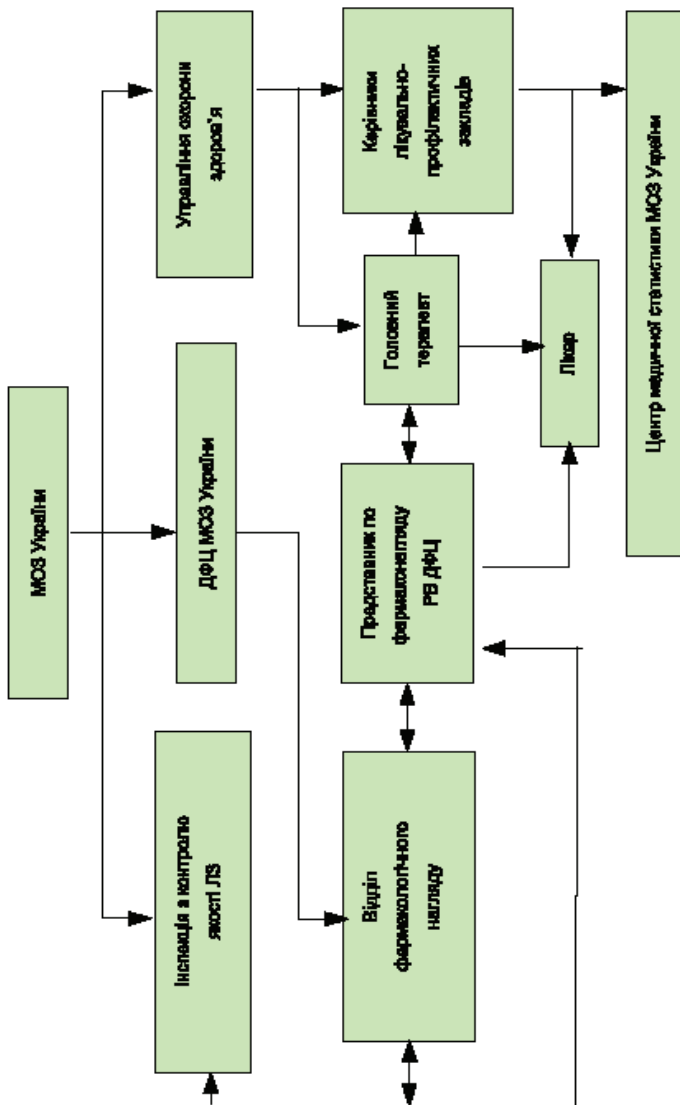 МОЗ України
Інспекція з контролю
якості ЛЗ
ДФЦ МОЗ України
Управління охорони
здоров`я
Відділ
фармакологічного
нагляду
Представник по
фармаконагляду
РВ ДФЦ
Головний
терапевт
Керівники
лікувально-
профілактичних
закладів
Лікар
Центр медичної статистики МОЗ України